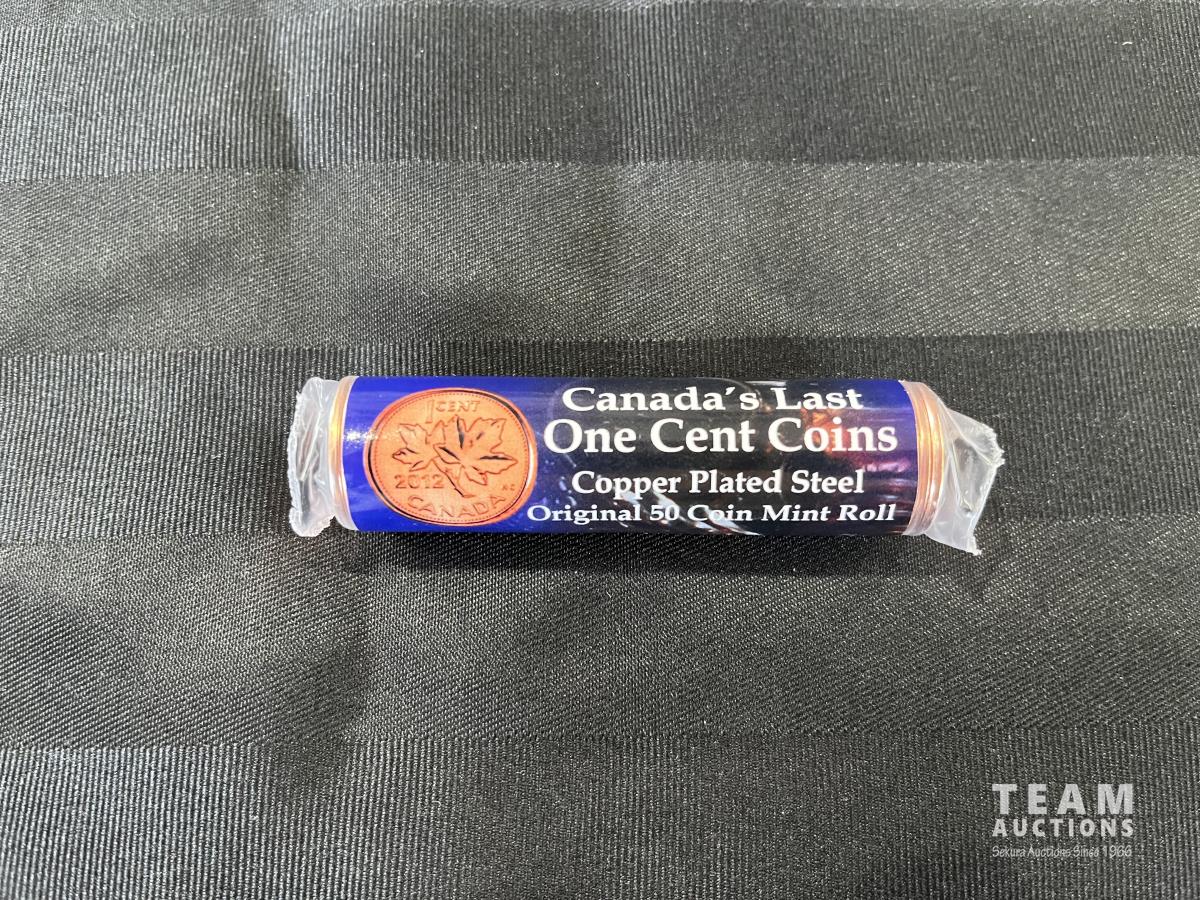 1
CENT
2012
CANADA
Canada's Last
One Cent Coins
Copper Plated Steel
Original 50 Coin Mint Roll
TEAM
AUCTIONS
Sekura Auctions Since 1966